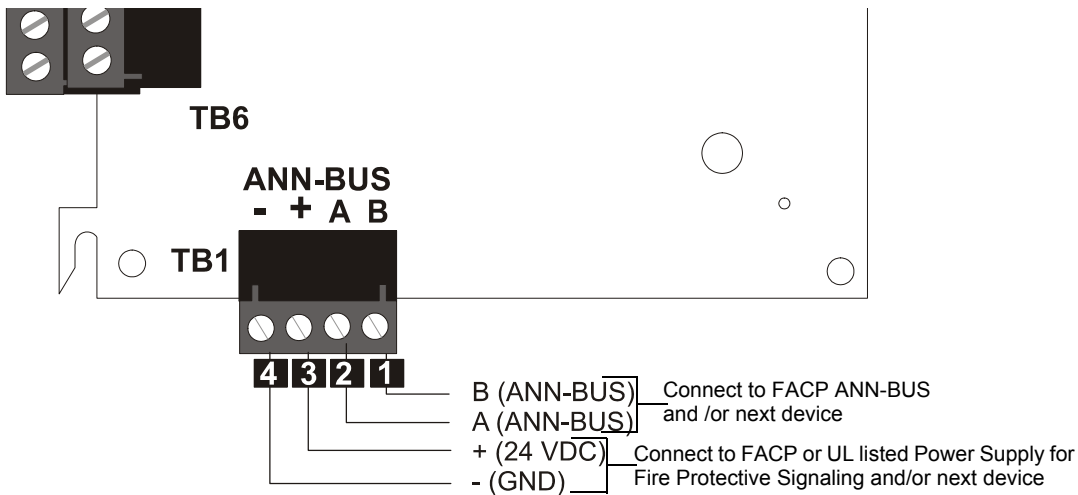 TB6
ANN-BUS
- + A B
TB1
4 3 2 1
B (ANN-BUS)
A (ANN-BUS)
Connect to FACP ANN-BUS
and /or next device
+ (24 VDC)
- (GND)
Connect to FACP or UL listed Power Supply for
Fire Protective Signaling and/or next device